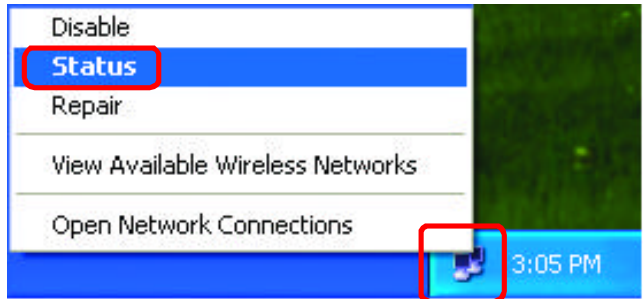 Disable
Status
Repair
View Available Wireless Networks
Open Network Connections
3:05 PM